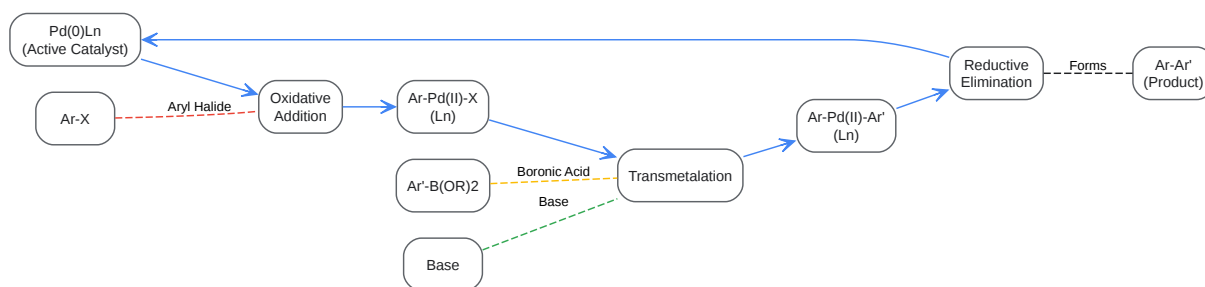 Pd(0)Ln
(Active Catalyst)
Ar-X
Aryl Halide
Oxidative
Addition
Ar-Pd(II)-X
(Ln)
Ar'-B(OR)2
Boronic Acid
Base
Base
Transmetalation
Ar-Pd(II)-Ar'
(Ln)
Reductive
Elimination
Forms
Ar-Ar'
(Product)